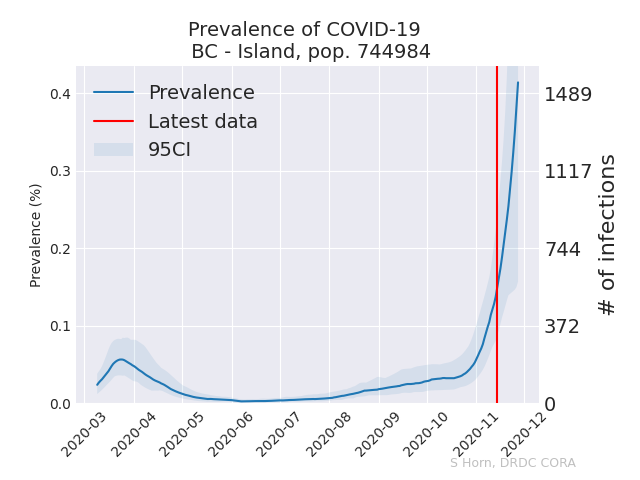 Prevalence of COVID-19
BC - Island, pop. 744984
Prevalence
Latest data
95CI
Prevalence (%)
0.4
0.3
0.2
0.1
0.0
1489
1117
744
372
0
# of infections
2020-03
2020-04
2020-05
2020-06
2020-07
2020-08
2020-09
2020-10
2020-11
2020-12
S Horn, DRDC CORA